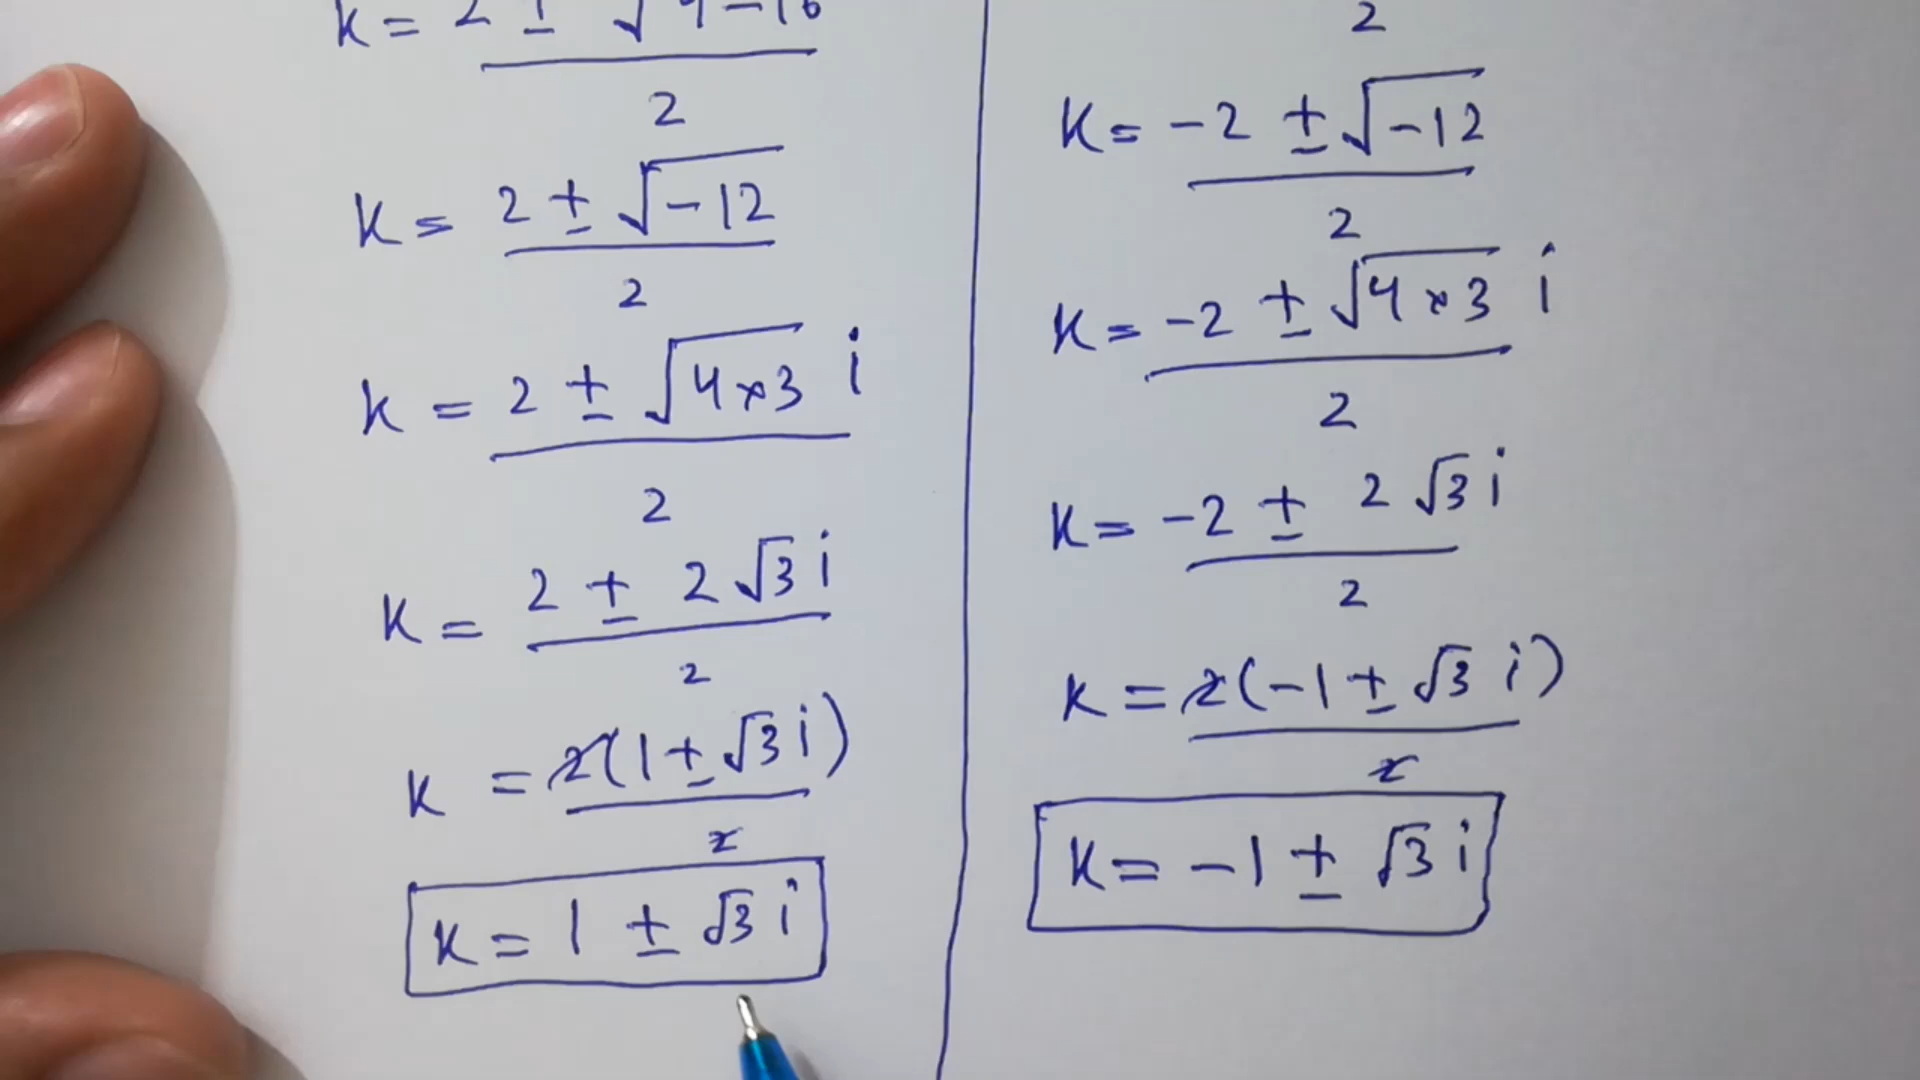 k = 2 ± √4-16
2
k = 2 ± √-12
2
k = 2 ± √4×3 i
2
k = 2 ± 2√3 i
2
k = 2(1 ± √3 i)
2
k = 1 ± √3 i
2
k = -2 ± √-12
2
k = -2 ± √4×3 i
2
k = -2 ± 2√3 i
2
k = 2(-1 ± √3 i)
2
k = -1 ± √3 i